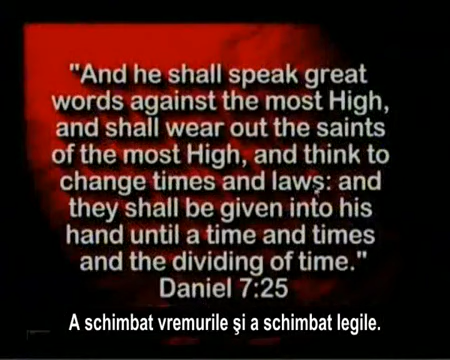 "And he shall speak great
words against the most High,
and shall wear out the saints
of the most High, and think to
change times and laws: and
they shall be given into his
hand until a time and times
and the dividing of time."
Daniel 7:25
A schimbat vremurile şi a schimbat legile.